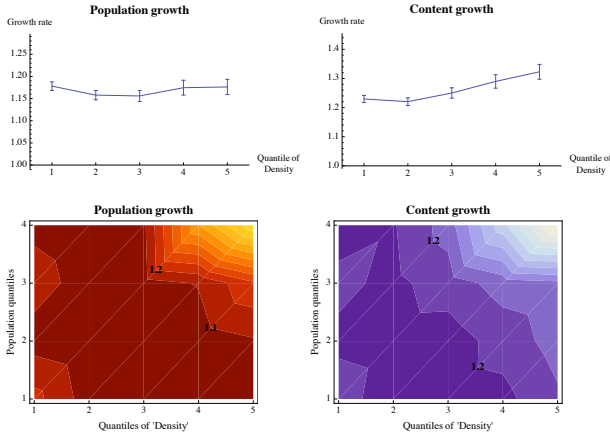 Population growth
Growth rate
1.25
1.20
1.15
1.10
1.05
1.00
1 2 3 4 5
Quantile of
Density
Content growth
Growth rate
1.4
1.3
1.2
1.1
1.0
1 2 3 4 5
Quantile of
Density
Population growth
Population quantiles
4
3
2
1
1.2
1.1
1 2 3 4 5
Quantiles of 'Density'
Content growth
Population quantiles
4
3
2
1
1.2
1.2
1 2 3 4 5
Quantiles of 'Density'